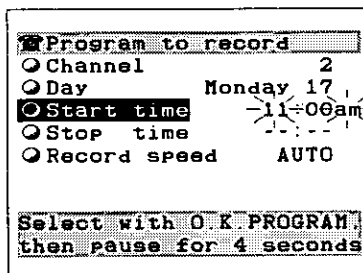 ☎Program to record
Channel 2
Day Monday 17
Start time 11:00am
Stop time --:--
Record speed AUTO
Select with O.K.PROGRAM,
then pause for 4 seconds